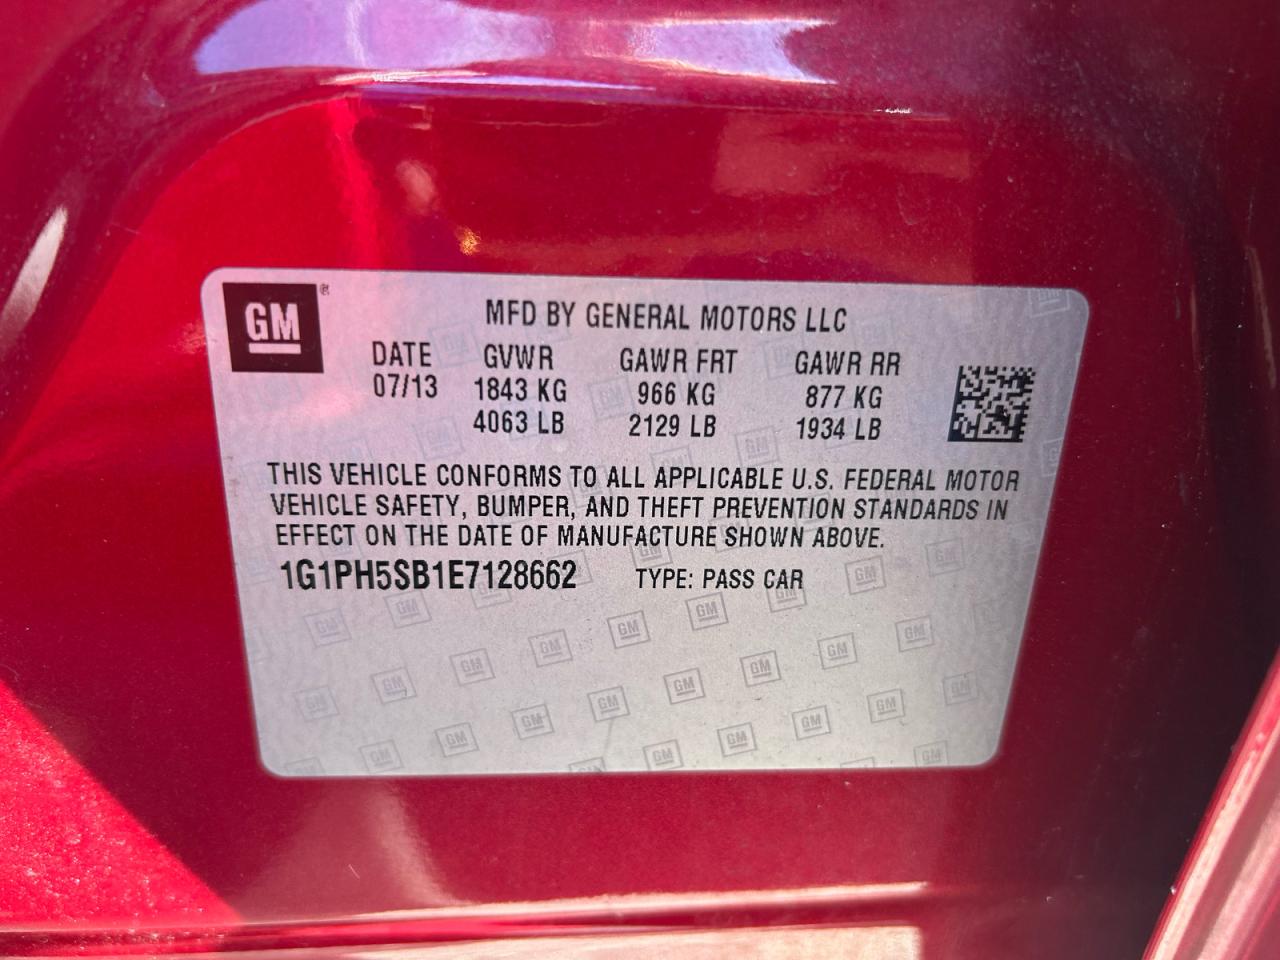 GM®
MFD BY GENERAL MOTORS LLC
DATE GVWR GAWR FRT GAWR RR
07/13 1843 KG 966 KG 877 KG
4063 LB 2129 LB 1934 LB
THIS VEHICLE CONFORMS TO ALL APPLICABLE U.S. FEDERAL MOTOR
VEHICLE SAFETY, BUMPER, AND THEFT PREVENTION STANDARDS IN
EFFECT ON THE DATE OF MANUFACTURE SHOWN ABOVE.
1G1PH5SB1E7128662 TYPE: PASS CAR